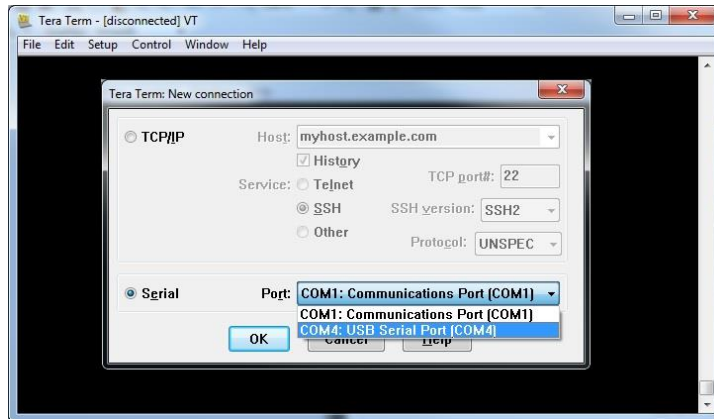 Tera Term - [disconnected] VT
File Edit Setup Control Window Help
Tera Term: New connection
TCP/IP Host: myhost.example.com
History
Service: Telnet TCP port#: 22
SSH SSH version: SSH2
Other Protocol: UNSPEC
Serial Port: COM1: Communications Port (COM1)
COM1: Communications Port (COM1)
COM4: USB Serial Port (COM4)
OK Cancel Help